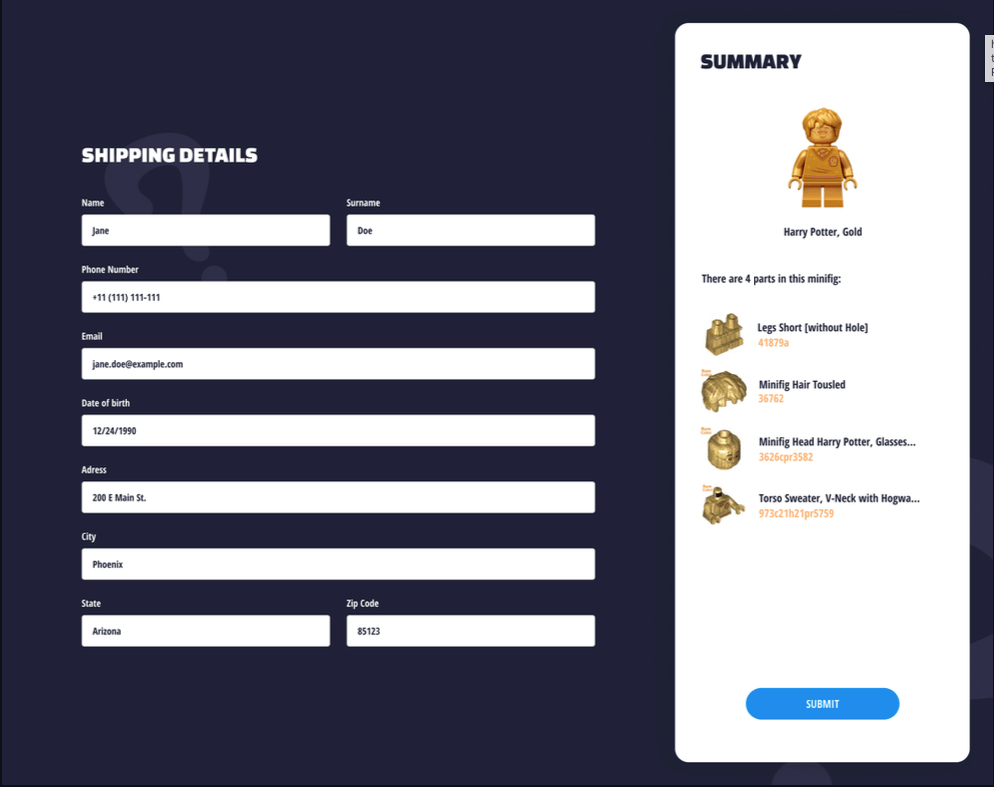 SHIPPING DETAILS
Name
Surname
Jane
Doe
Phone Number
+11 (111) 111-111
Email
jane.doe@example.com
Date of birth
12/24/1990
Adress
200 E Main St.
City
Phoenix
State
Zip Code
Arizona
85123
SUMMARY
Harry Potter, Gold
There are 4 parts in this minifig:
Legs Short [without Hole]
41879a
Minifig Hair Tousled
36762
Minifig Head Harry Potter, Glasses...
3626cpr3582
Torso Sweater, V-Neck with Hogwa...
973c21h21pr5759
SUBMIT